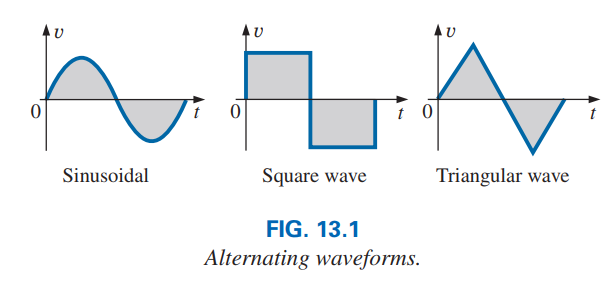 v v v
0 t 0 t 0 t
Sinusoidal Square wave Triangular wave
FIG. 13.1
Alternating waveforms.